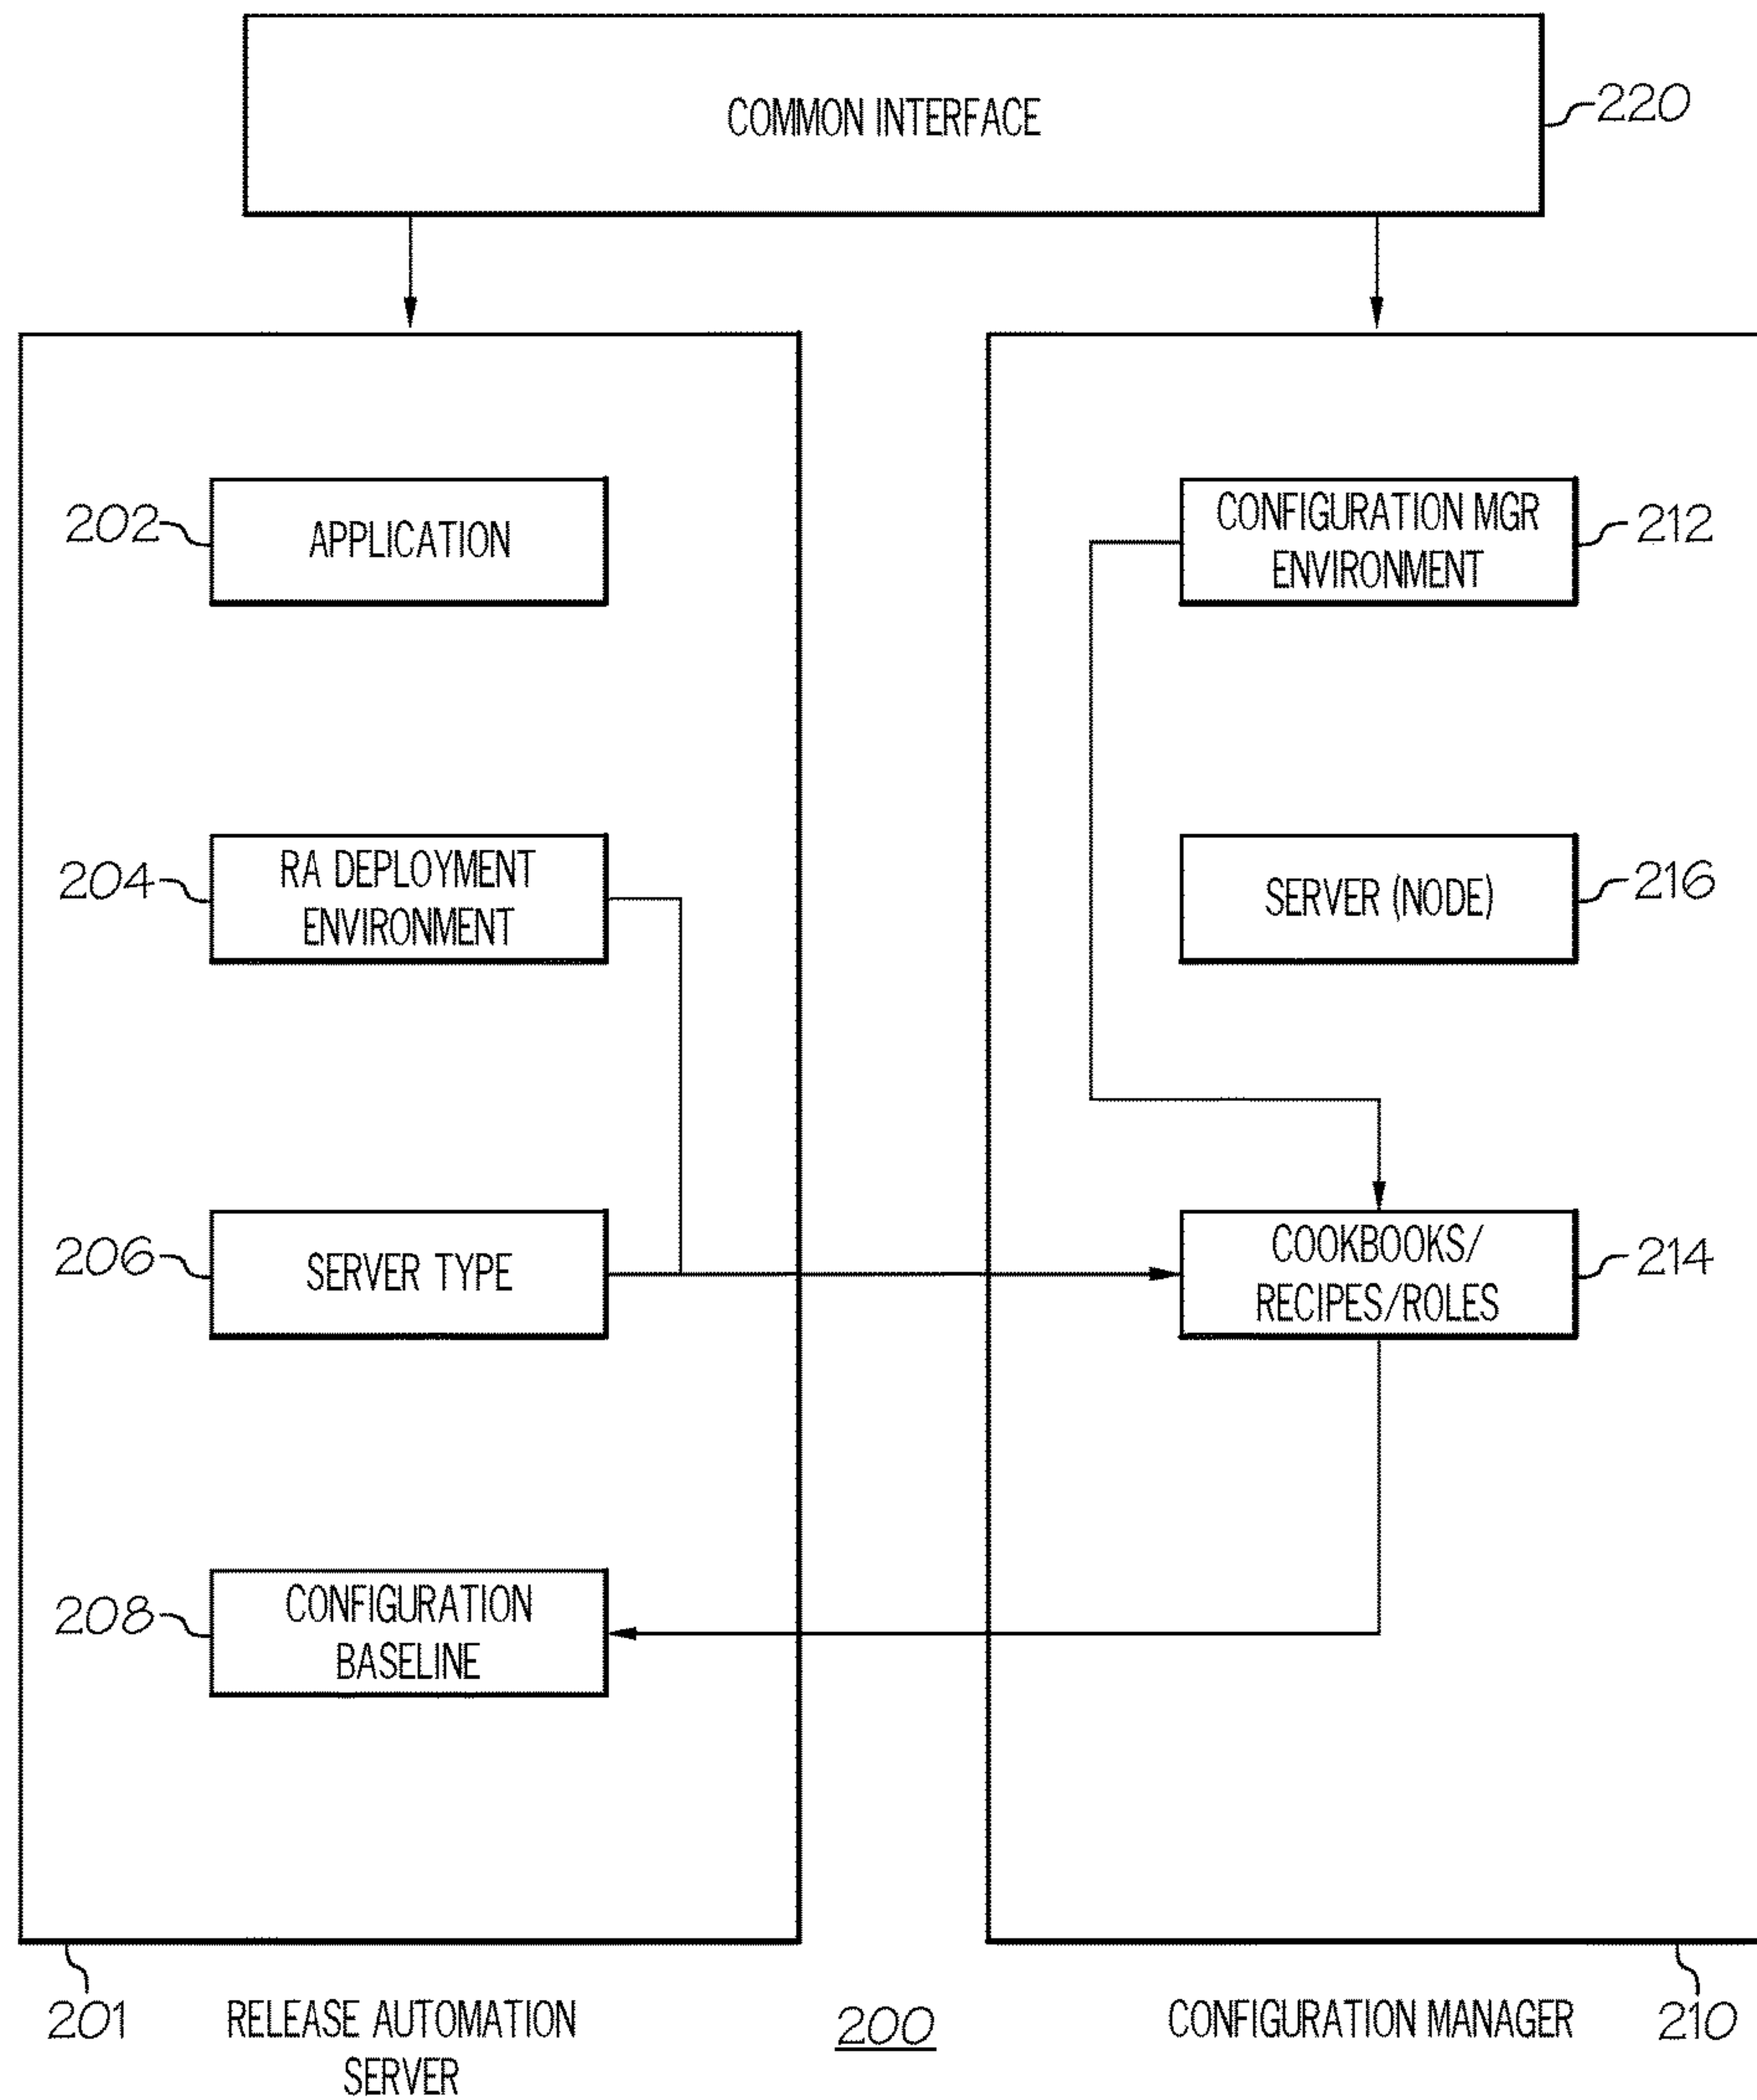 COMMON INTERFACE
220
202
APPLICATION
CONFIGURATION MGR
ENVIRONMENT
212
204
RA DEPLOYMENT
ENVIRONMENT
SERVER (NODE)
216
206
SERVER TYPE
COOKBOOKS/
RECIPES/ROLES
214
208
CONFIGURATION
BASELINE
201
RELEASE AUTOMATION
SERVER
200
CONFIGURATION MANAGER
210